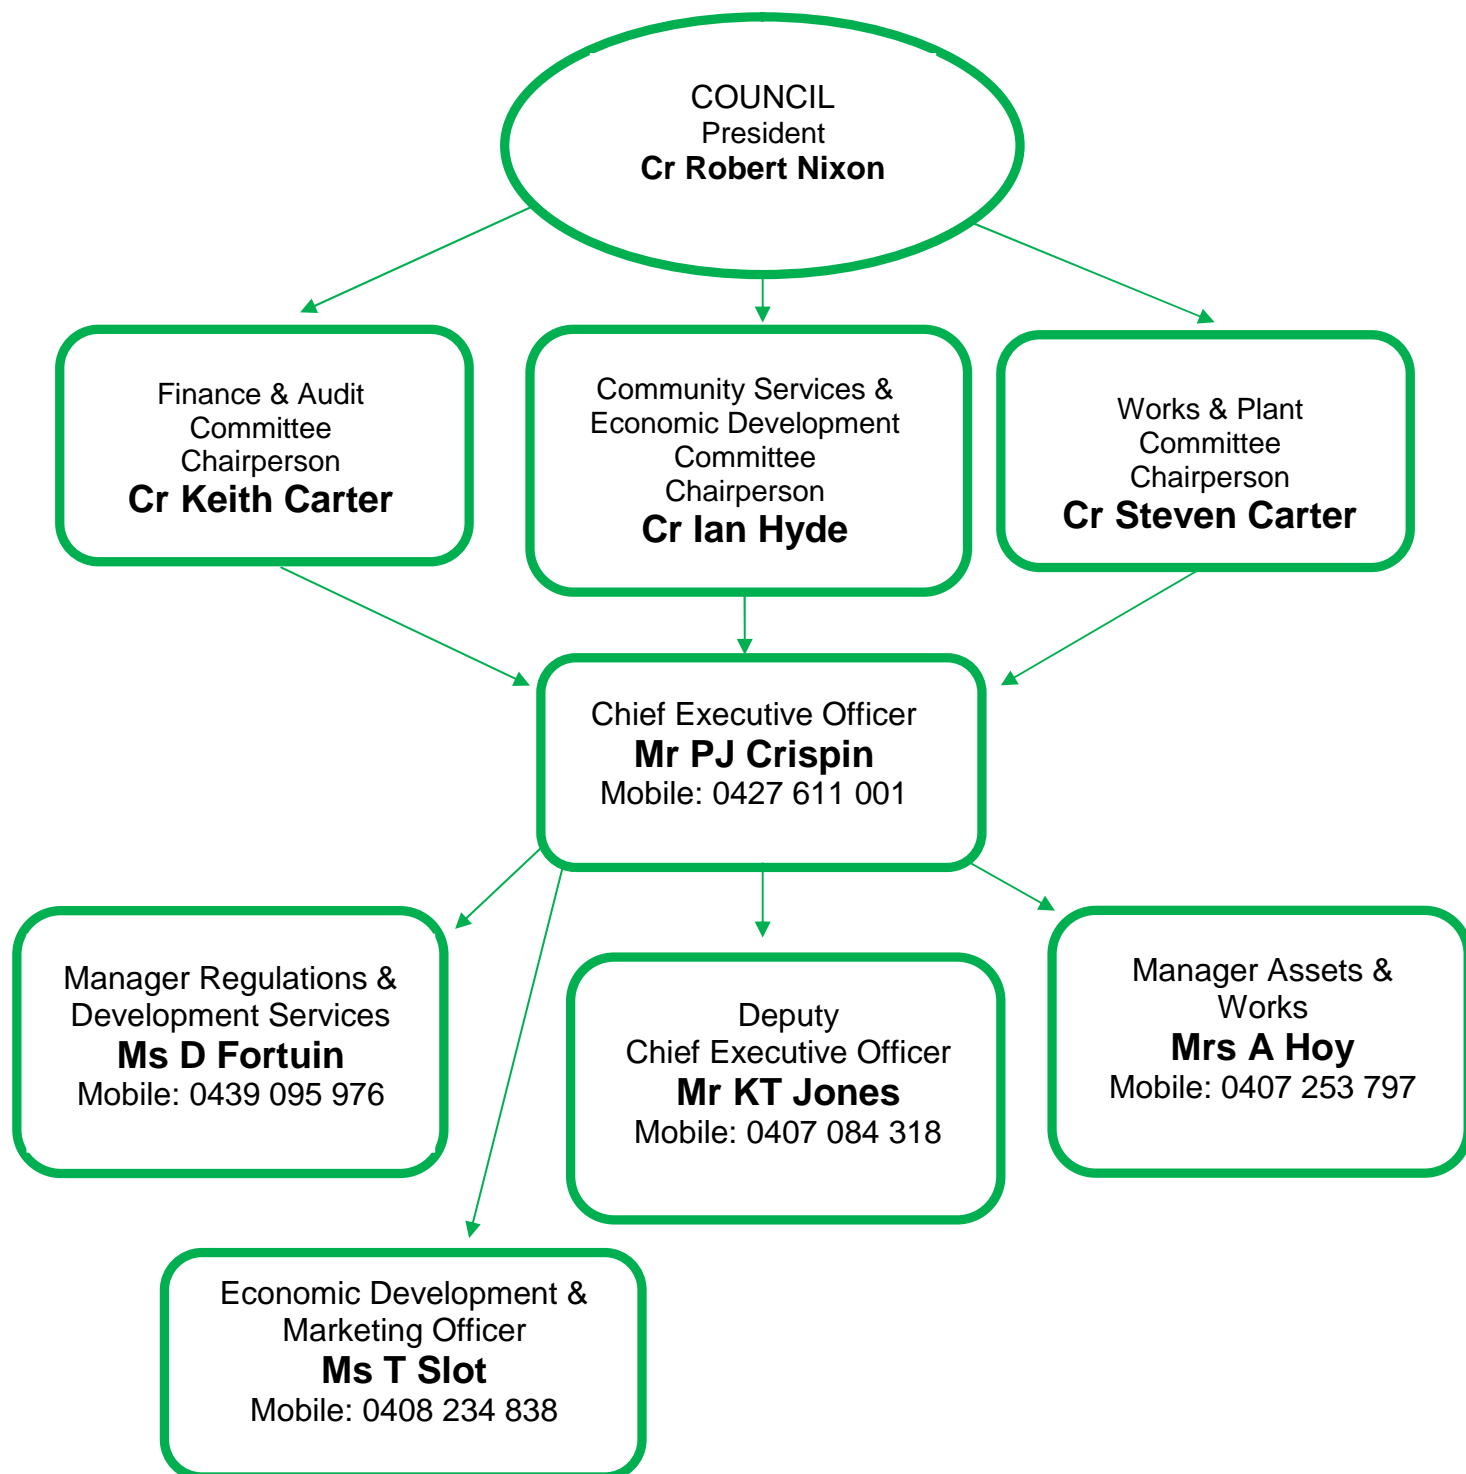 COUNCIL
President
Cr Robert Nixon
Finance & Audit
Committee
Chairperson
Cr Keith Carter
Community Services &
Economic Development
Committee
Chairperson
Cr Ian Hyde
Works & Plant
Committee
Chairperson
Cr Steven Carter
Chief Executive Officer
Mr PJ Crispin
Mobile: 0427 611 001
Manager Regulations &
Development Services
Ms D Fortuin
Mobile: 0439 095 976
Deputy
Chief Executive Officer
Mr KT Jones
Mobile: 0407 084 318
Manager Assets &
Works
Mrs A Hoy
Mobile: 0407 253 797
Economic Development &
Marketing Officer
Ms T Slot
Mobile: 0408 234 838